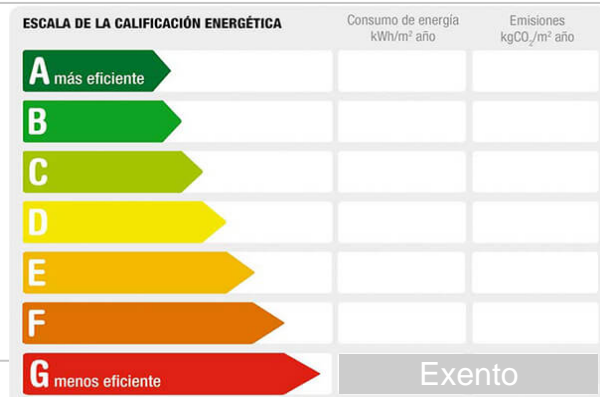 ESCALA DE LA CALIFICACIÓN ENERGÉTICA
Consumo de energía
kWh/m² año
Emisiones
kgCO₂/m² año
A más eficiente
B
C
D
E
F
G menos eficiente
Exento